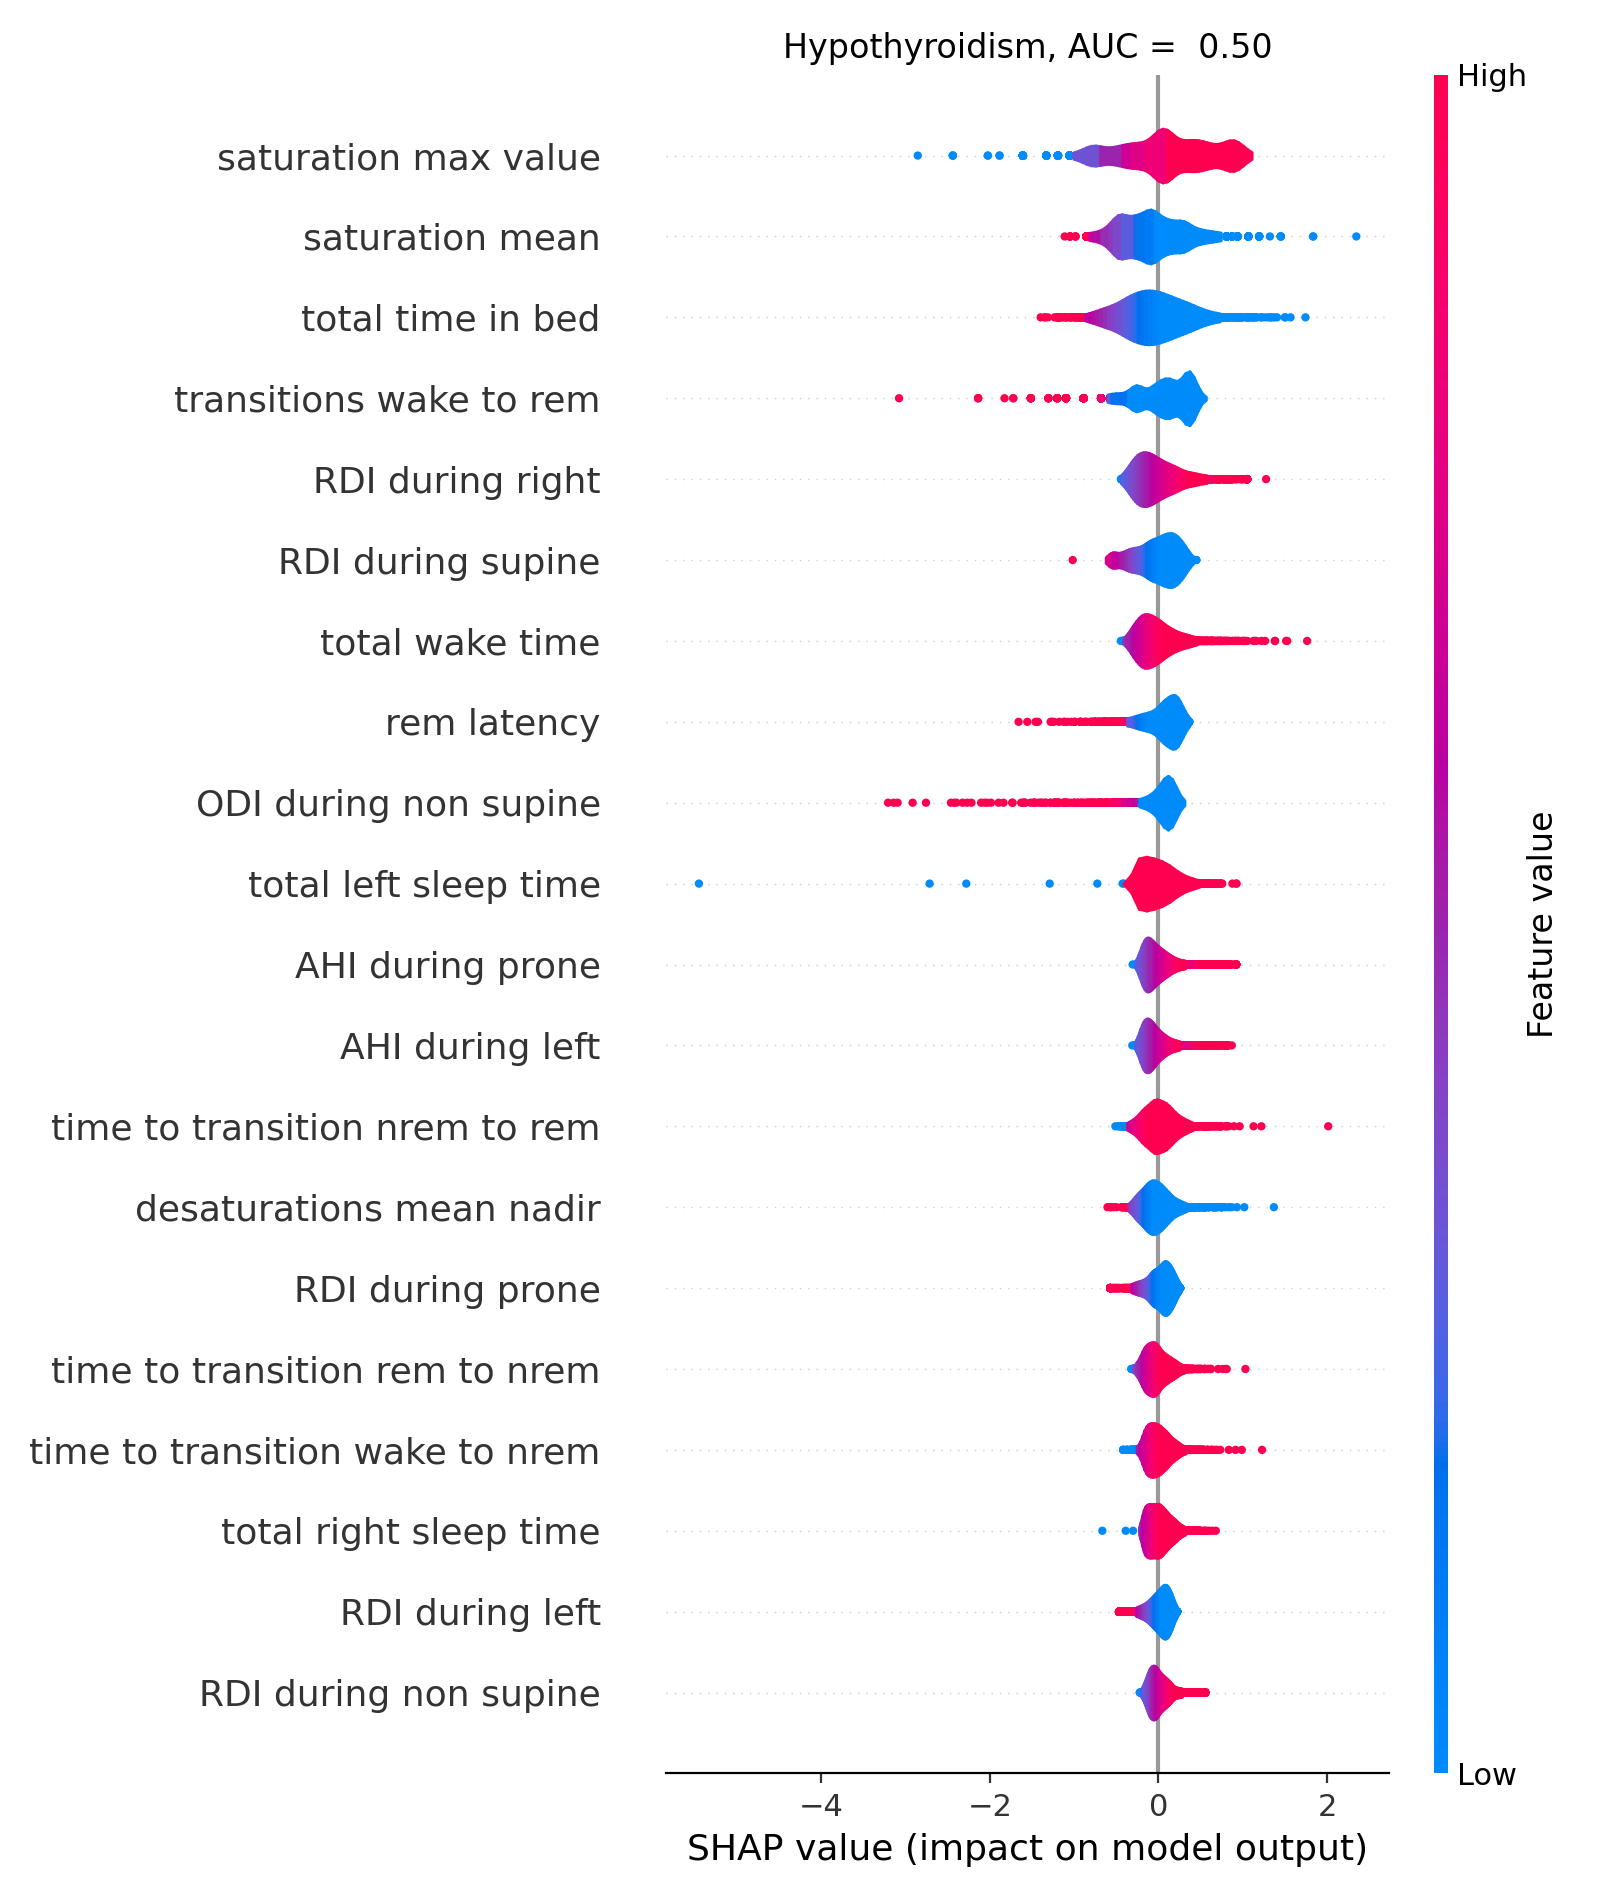 Hypothyroidism, AUC =  0.50
High
saturation max value
saturation mean
total time in bed
transitions wake to rem
RDI during right
RDI during supine
total wake time
rem latency
ODI during non supine
total left sleep time
AHI during prone
AHI during left
time to transition nrem to rem
desaturations mean nadir
RDI during prone
time to transition rem to nrem
time to transition wake to nrem
total right sleep time
RDI during left
RDI during non supine
Feature value
Low
−4 −2 0 2
SHAP value (impact on model output)